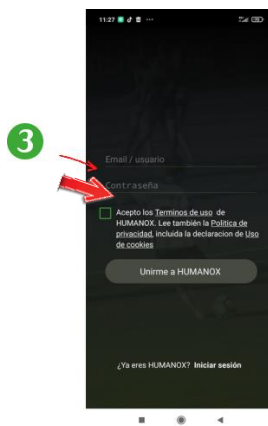 3
11:27
Email / usuario
Contraseña
Acepto los Terminos de uso de
HUMANOX. Lee también la Politica de
privacidad, incluida la declaracion de Uso
de cookies
Unirme a HUMANOX
¿Ya eres HUMANOX? Iniciar sesión